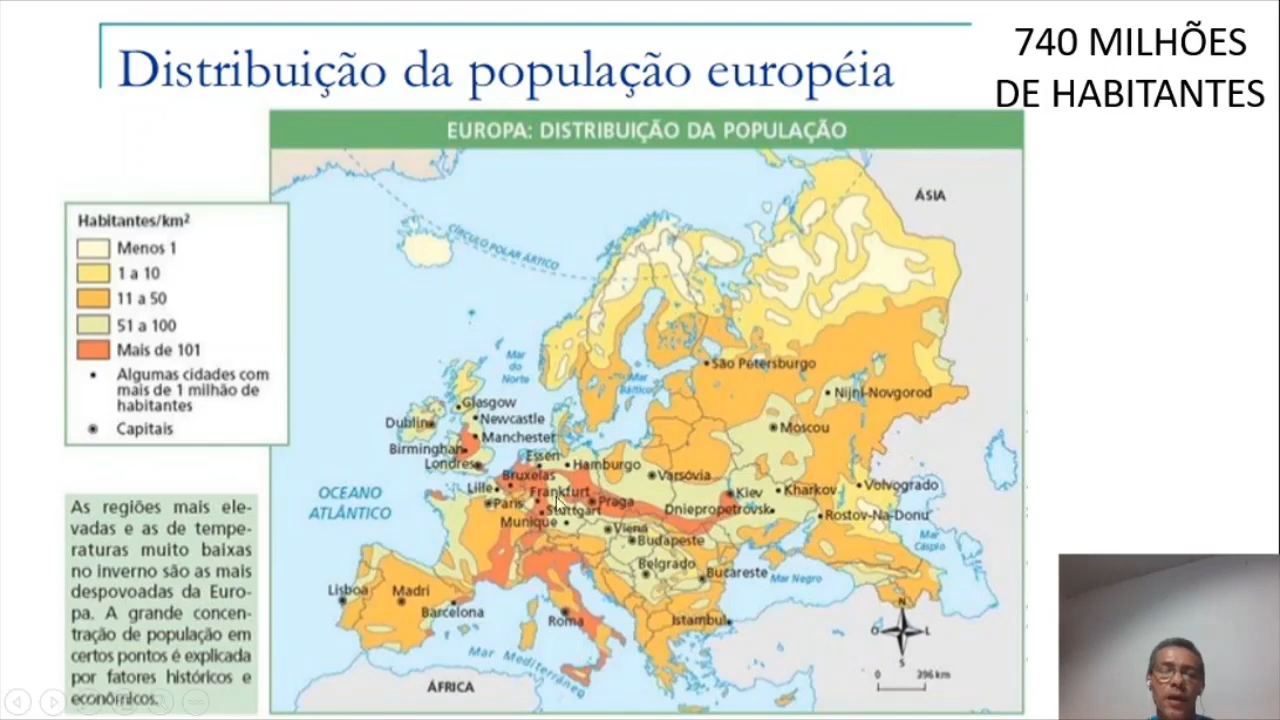 Distribuição da população européia
740 MILHÕES
DE HABITANTES
EUROPA: DISTRIBUIÇÃO DA POPULAÇÃO
Habitantes/km²
Menos 1
1 a 10
11 a 50
51 a 100
Mais de 101
Algumas cidades com
mais de 1 milhão de
habitantes
Capitais
As regiões mais ele-
vadas e as de tempe-
raturas muito baixas
no inverno são as mais
despovoadas da Euro-
pa. A grande concen-
tração de população em
certos pontos é explicada
por fatores históricos e
econômicos.
ÁSIA
CÍRCULO POLAR ÁRTICO
Mar
do
Norte
Mar
Báltico
São Petersburgo
Nijni-Novgorod
Moscou
Glasgow
Newcastle
Dublin
Manchester
Birminghan
Londres
Essen
Hamburgo
Bruxelas
Varsóvia
Lille
Frankfurt
Kiev
Kharkov
Volvogrado
OCEANO
ATLÂNTICO
Paris
Praga
Stuttgart
Dniepropetrovsk
Rostov-Na-Donu
Munique
Viena
Budapeste
Mar
Cáspio
Belgrado
Bucareste
Mar Negro
Lisboa
Madri
Barcelona
Roma
Istambul
Mar Mediterrâneo
ÁFRICA
N
O
L
S
0
396 km